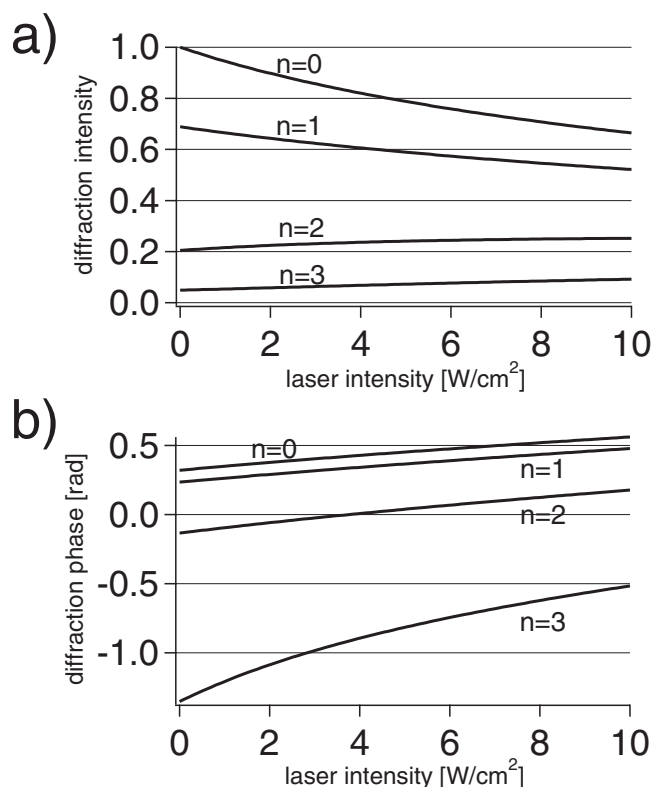 a)
diffraction intensity
1.0
0.8
0.6
0.4
0.2
0.0
n=0
n=1
n=2
n=3
0 2 4 6 8 10
laser intensity [W/cm²]
b)
diffraction phase [rad]
0.5
0.0
-0.5
-1.0
n=0
n=1
n=2
n=3
0 2 4 6 8 10
laser intensity [W/cm²]